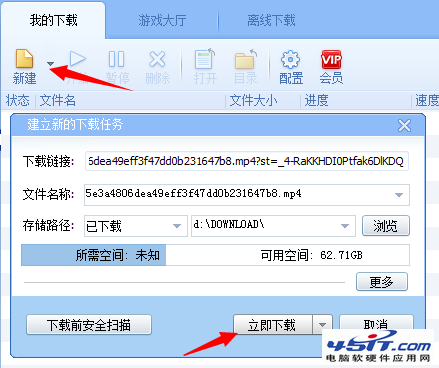 我的下载 游戏大厅 离线下载
新建 开始 暂停 删除 打开 目录 配置 VIP 会员
状态 文件名 文件大小 进度 速度
建立新的下载任务
下载链接: 6dea49eff3f47dd0b231647b8.mp4?st=_4-RaKKHDI0Ptfak6DlKDQ
文件名称: 5e3a4806dea49eff3f47dd0b231647b8.mp4
存储路径: 已下载 d:\DOWNLOAD\ 浏览
所需空间: 未知 可用空间: 62.71GB
更多
下载前安全扫描 立即下载 取消
45it.com
电脑软硬件应用网